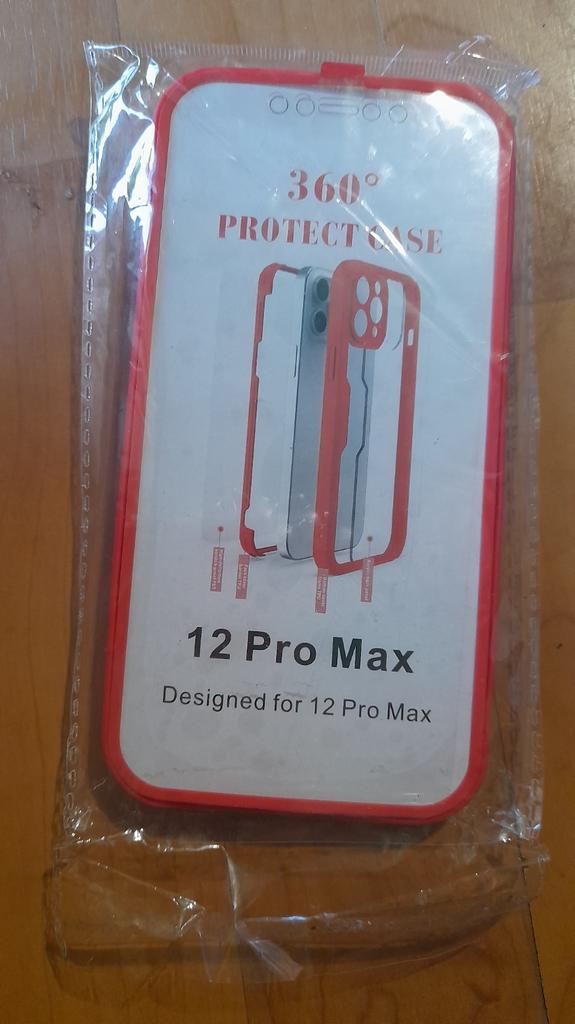 360°
PROTECT CASE
12 Pro Max
Designed for 12 Pro Max